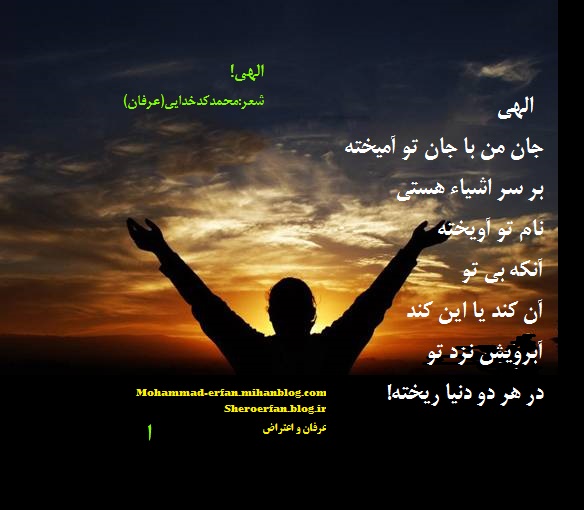 الهی!
شعر:محمدکدخدایی(عرفان)
الهی
جان من با جان تو آمیخته
بر سر اشیاء هستی
نام تو آویخته
آنکه بی تو
آن کند یا این کند
آبرویش نزد تو
در هر دو دنیا ریخته!
Mohammad-erfan.mihanblog.com
Sheroerfan.blog.ir
عرفان و اعتراض
۱